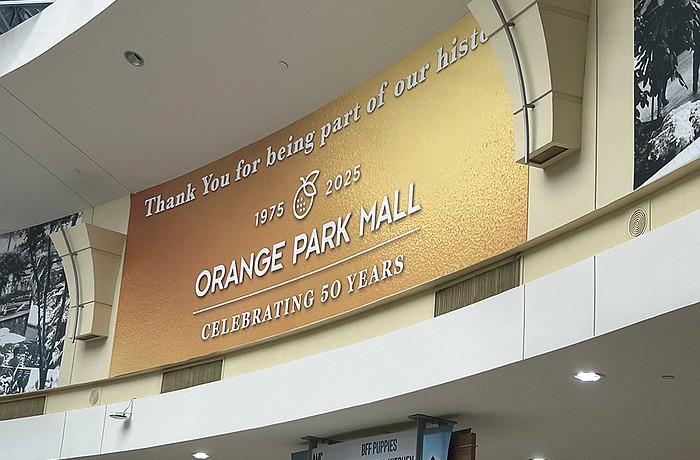 Thank You for being part of our histo
1975 2025
ORANGE PARK MALL
CELEBRATING 50 YEARS
BFF PUPPIES